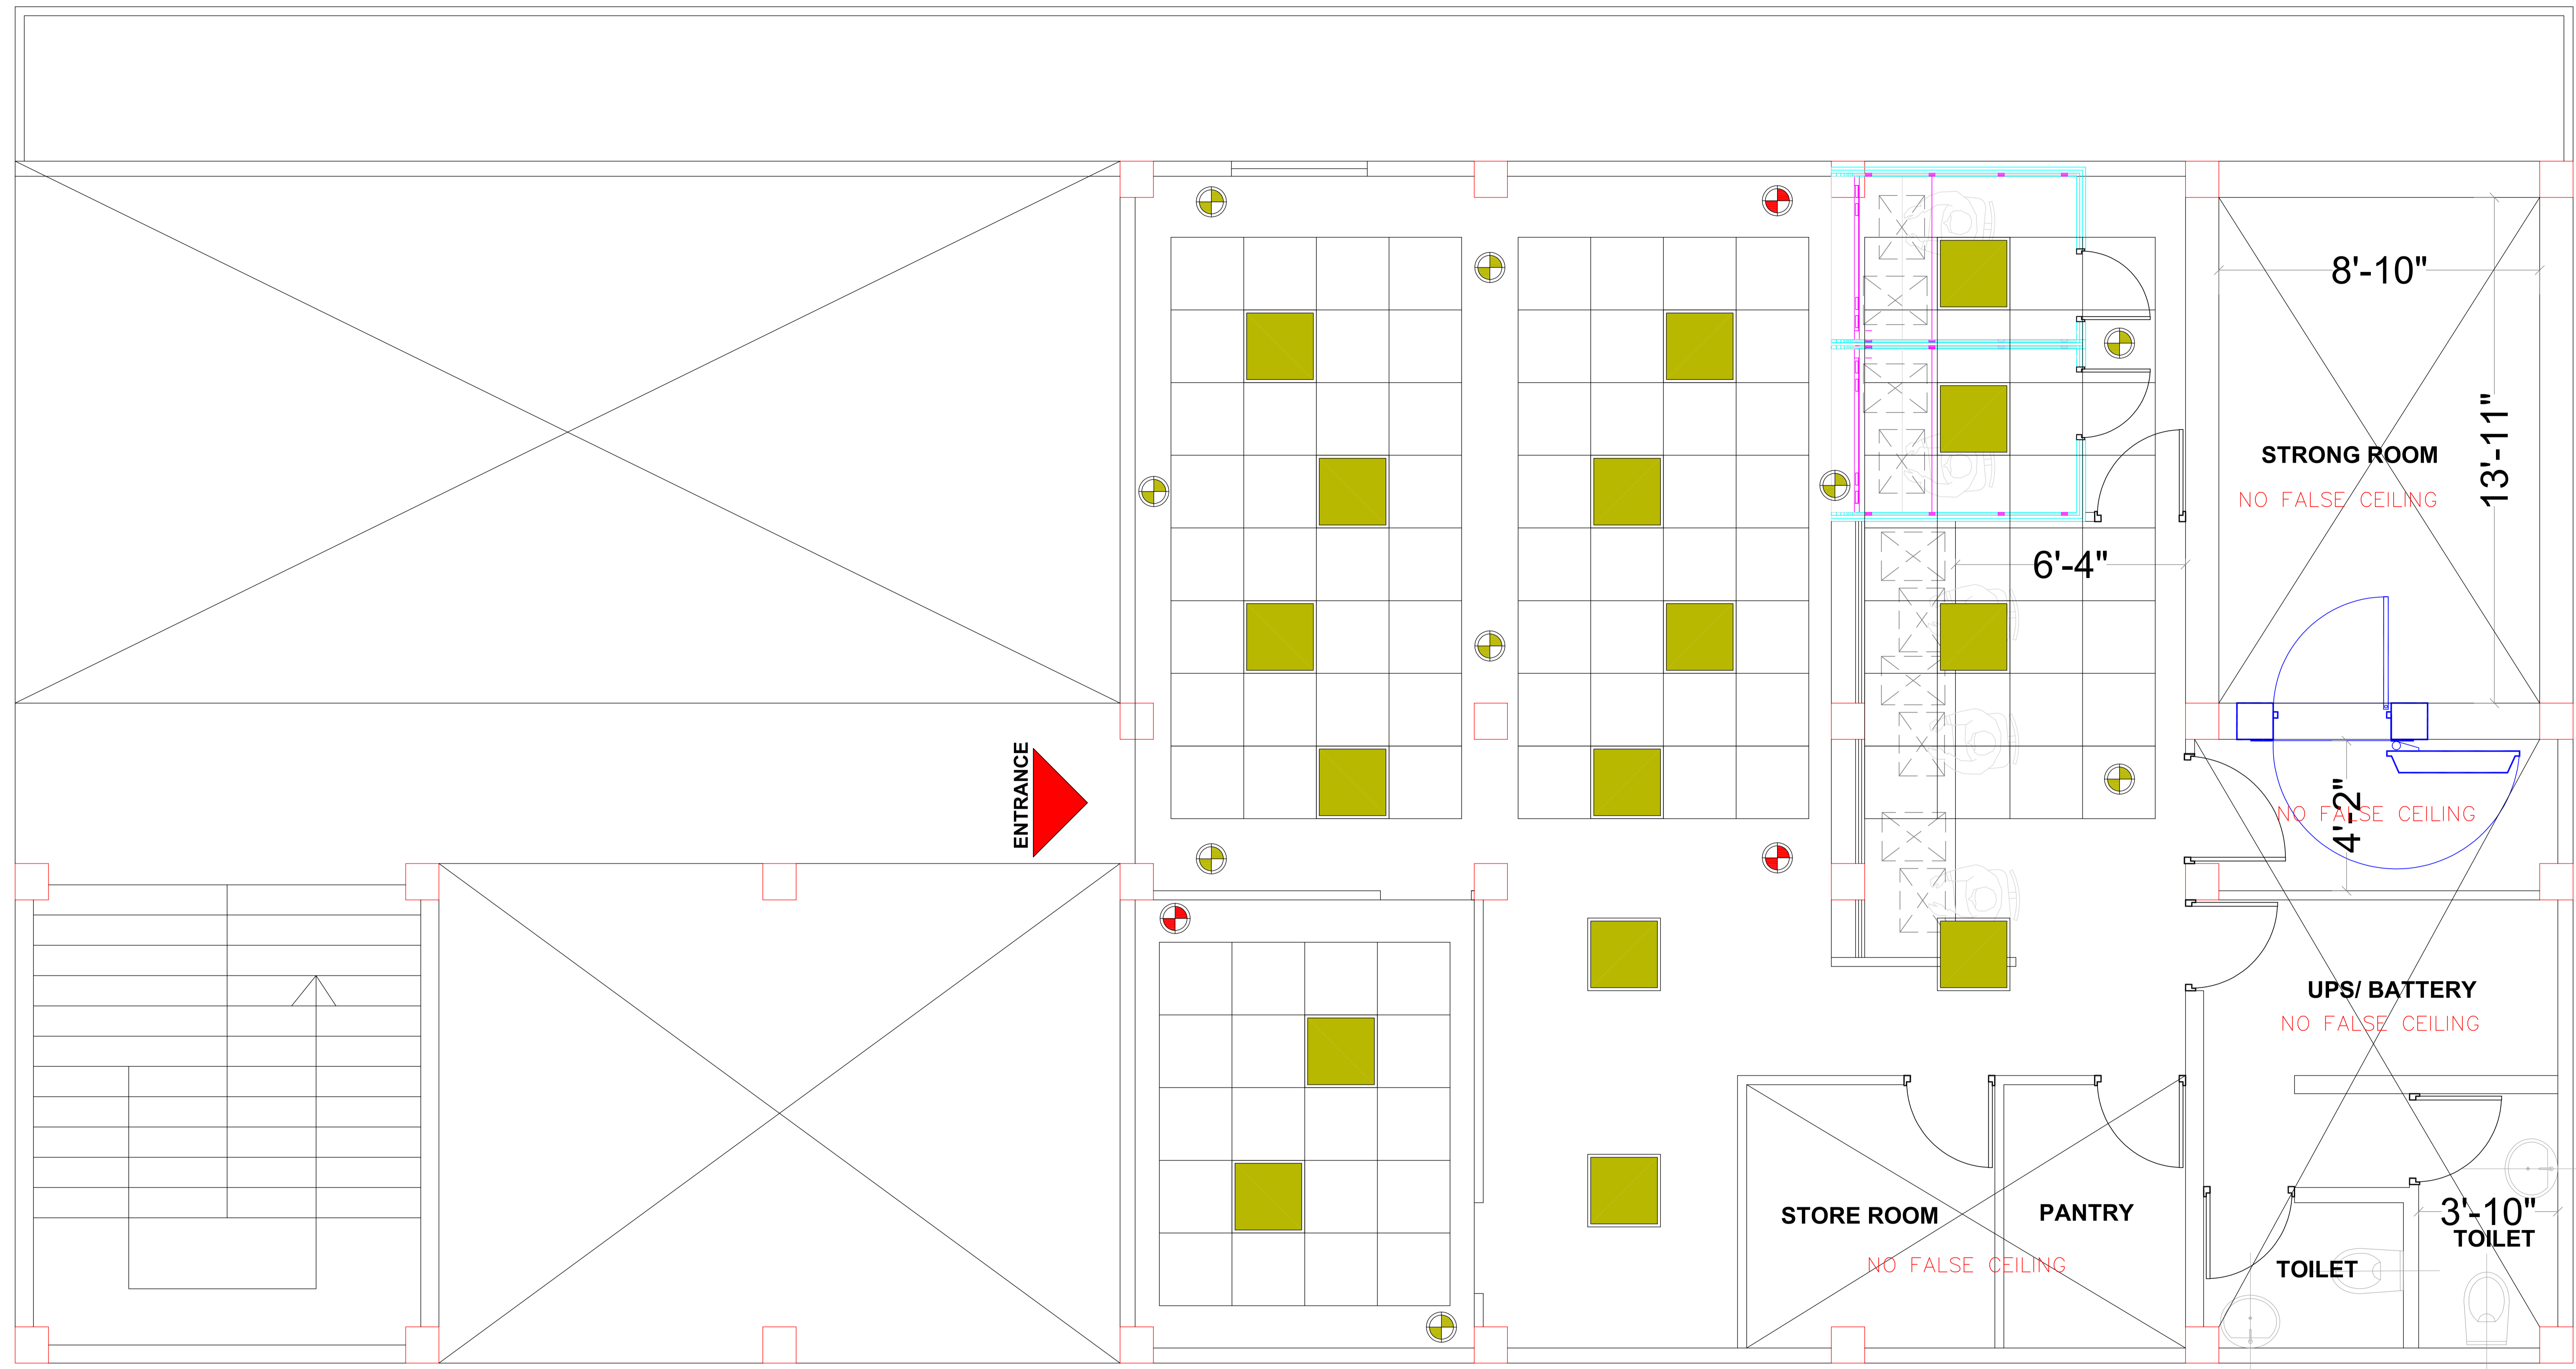 8'-10"
13'-11"
STRONG ROOM
NO FALSE CEILING
6'-4"
ENTRANCE
4'-2"
NO FALSE CEILING
UPS/ BATTERY
NO FALSE CEILING
STORE ROOM
PANTRY
NO FALSE CEILING
3'-10"
TOILET
TOILET